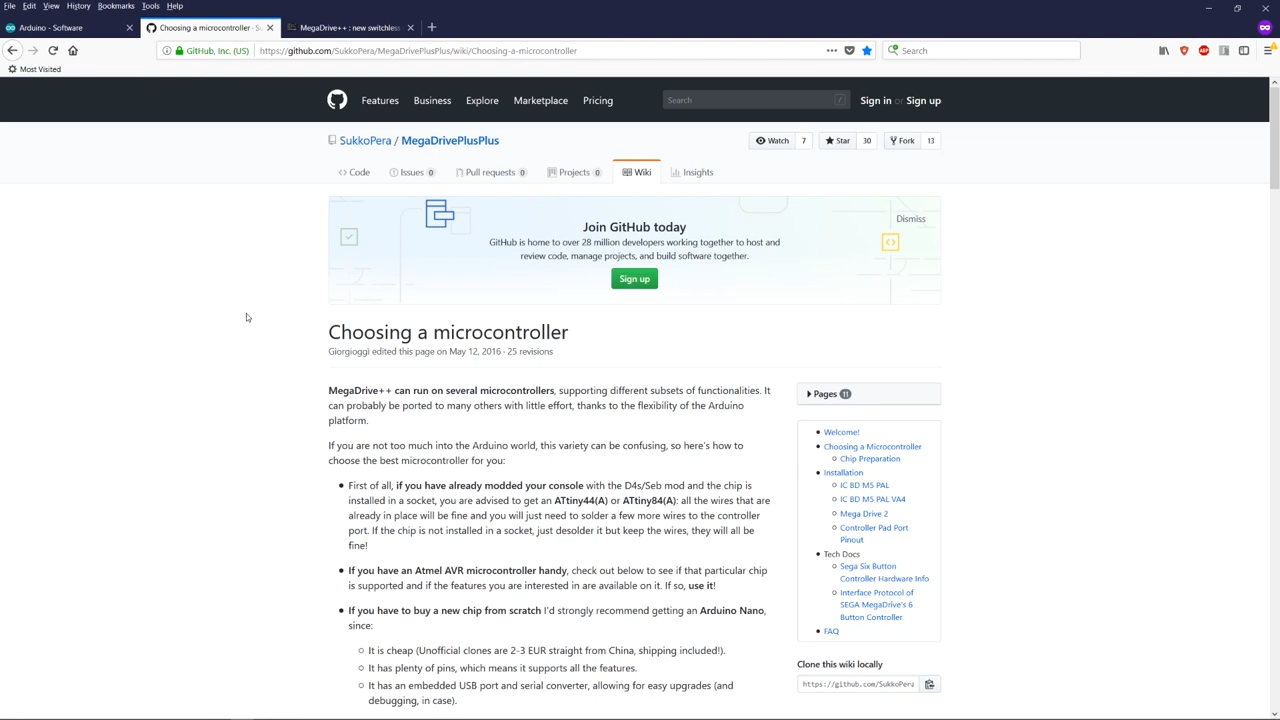 File Edit View History Bookmarks Tools Help
Arduino - Software
Choosing a microcontroller · S
MegaDrive++ : new switchless
GitHub, Inc. (US)
https://github.com/SukkoPera/MegaDrivePlusPlus/wiki/Choosing-a-microcontroller
Search
Most Visited
Features Business Explore Marketplace Pricing
Search /
Sign in or Sign up
SukkoPera / MegaDrivePlusPlus
Watch 7 Star 30 Fork 13
Code Issues 0 Pull requests 0 Projects 0 Wiki Insights
Join GitHub today
Dismiss
GitHub is home to over 28 million developers working together to host and
review code, manage projects, and build software together.
Sign up
Choosing a microcontroller
Giorgioggì edited this page on May 12, 2016 · 25 revisions
MegaDrive++ can run on several microcontrollers, supporting different subsets of functionalities. It
can probably be ported to many others with little effort, thanks to the flexibility of the Arduino
platform.
If you are not too much into the Arduino world, this variety can be confusing, so here's how to
choose the best microcontroller for you:
First of all, if you have already modded your console with the D4s/Seb mod and the chip is
installed in a socket, you are advised to get an ATtiny44(A) or ATtiny84(A): all the wires that are
already in place will be fine and you will just need to solder a few more wires to the controller
port. If the chip is not installed in a socket, just desolder it but keep the wires, they will all be
fine!
If you have an Atmel AVR microcontroller handy, check out below to see if that particular chip
is supported and if the features you are interested in are available on it. If so, use it!
If you have to buy a new chip from scratch I'd strongly recommend getting an Arduino Nano,
since:
It is cheap (Unofficial clones are 2-3 EUR straight from China, shipping included!).
It has plenty of pins, which means it supports all the features.
It has an embedded USB port and serial converter, allowing for easy upgrades (and
debugging, in case).
Pages 11
Welcome!
Choosing a Microcontroller
Chip Preparation
Installation
IC BD M5 PAL
IC BD M5 PAL VA4
Mega Drive 2
Controller Pad Port
Pinout
Tech Docs
Sega Six Button
Controller Hardware Info
Interface Protocol of
SEGA MegaDrive's 6
Button Controller
FAQ
Clone this wiki locally
https://github.com/SukkoPera